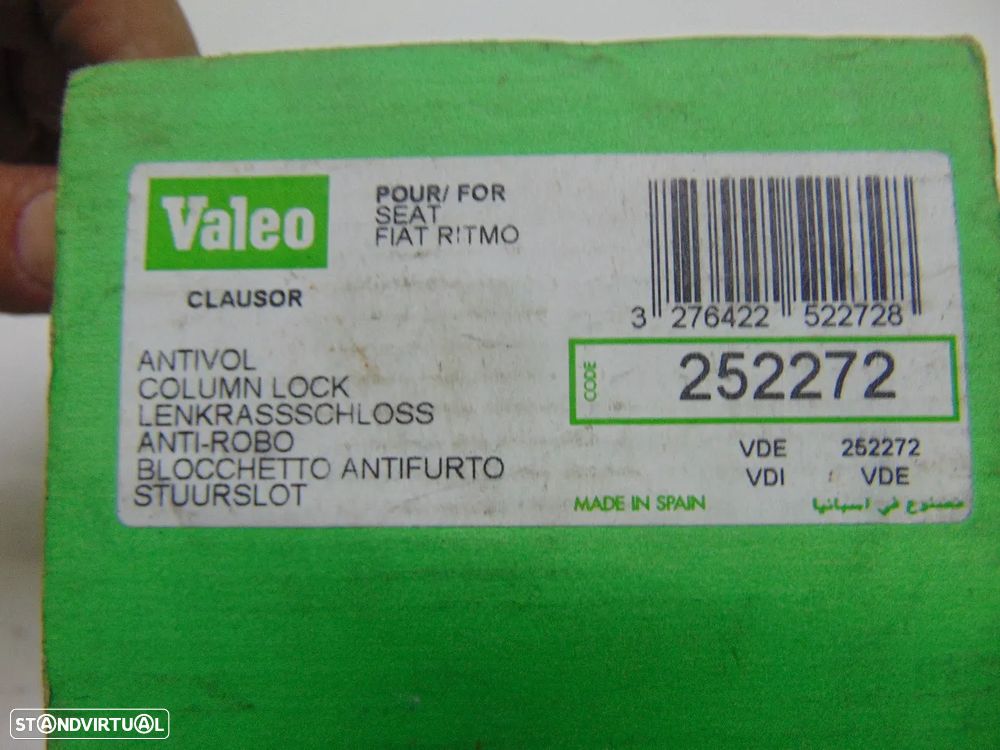 Valeo
CLAUSOR
POUR/ FOR
SEAT
FIAT RITMO
3 276422 522728
ANTIVOL
COLUMN LOCK
LENKRASSSCHLOSS
ANTI-ROBO
BLOCCHETTO ANTIFURTO
STUURSLOT
CODE
252272
VDE 252272
VDI : VDE
MADE IN SPAIN
مصنوع في اسبانيا
STANDVIRTUAL